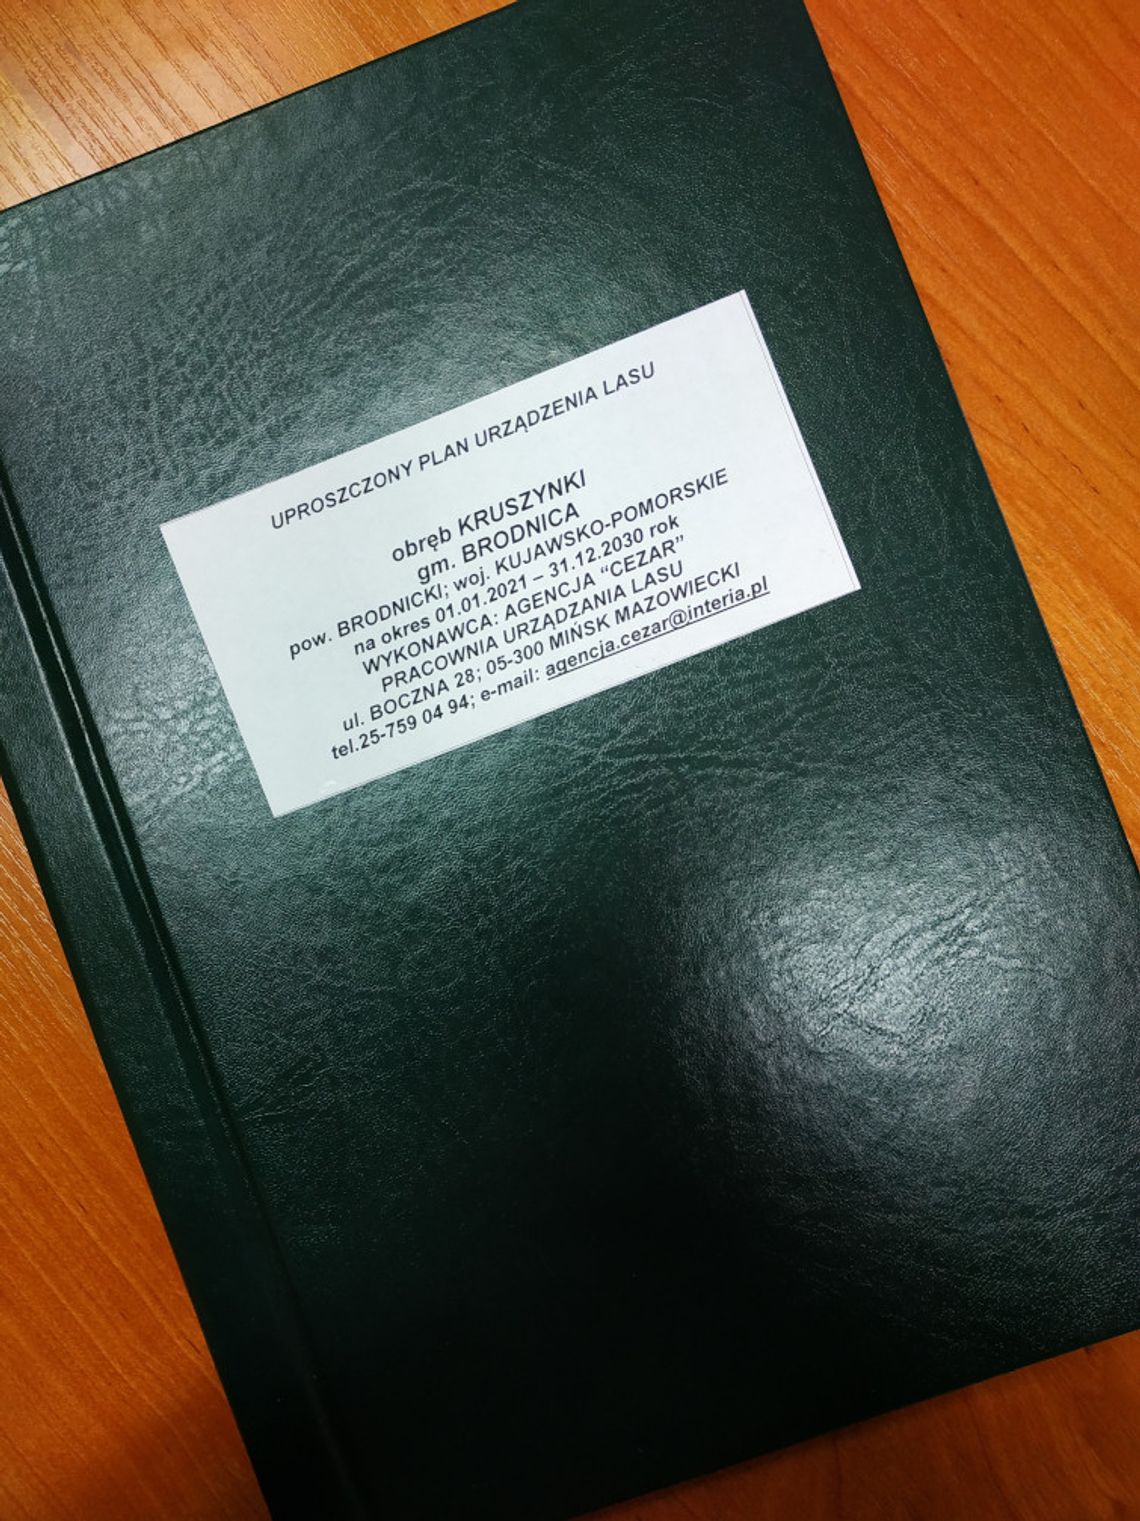 UPROSZCZONY PLAN URZĄDZENIA LASU
obręb KRUSZYNKI
gm. BRODNICA
pow. BRODNICKI; woj. KUJAWSKO-POMORSKIE
na okres 01.01.2021 – 31.12.2030 rok
WYKONAWCA: AGENCJA “CEZAR”
PRACOWNIA URZĄDZANIA LASU
ul. BOCZNA 28; 05-300 MIŃSK MAZOWIECKI
tel.25-759 04 94; e-mail: agencja.cezar@interia.pl